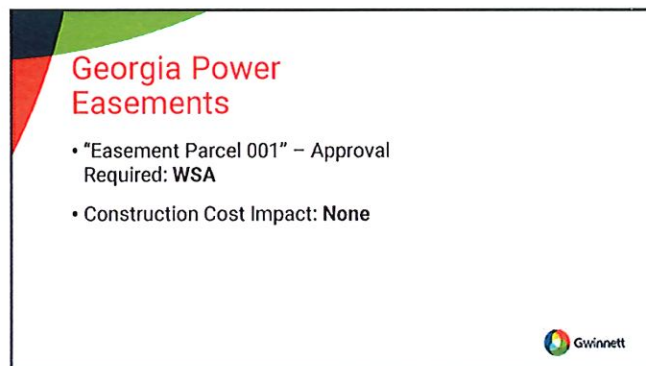 Georgia Power
Easements
• "Easement Parcel 001" – Approval
Required: WSA
• Construction Cost Impact: None
Gwinnett